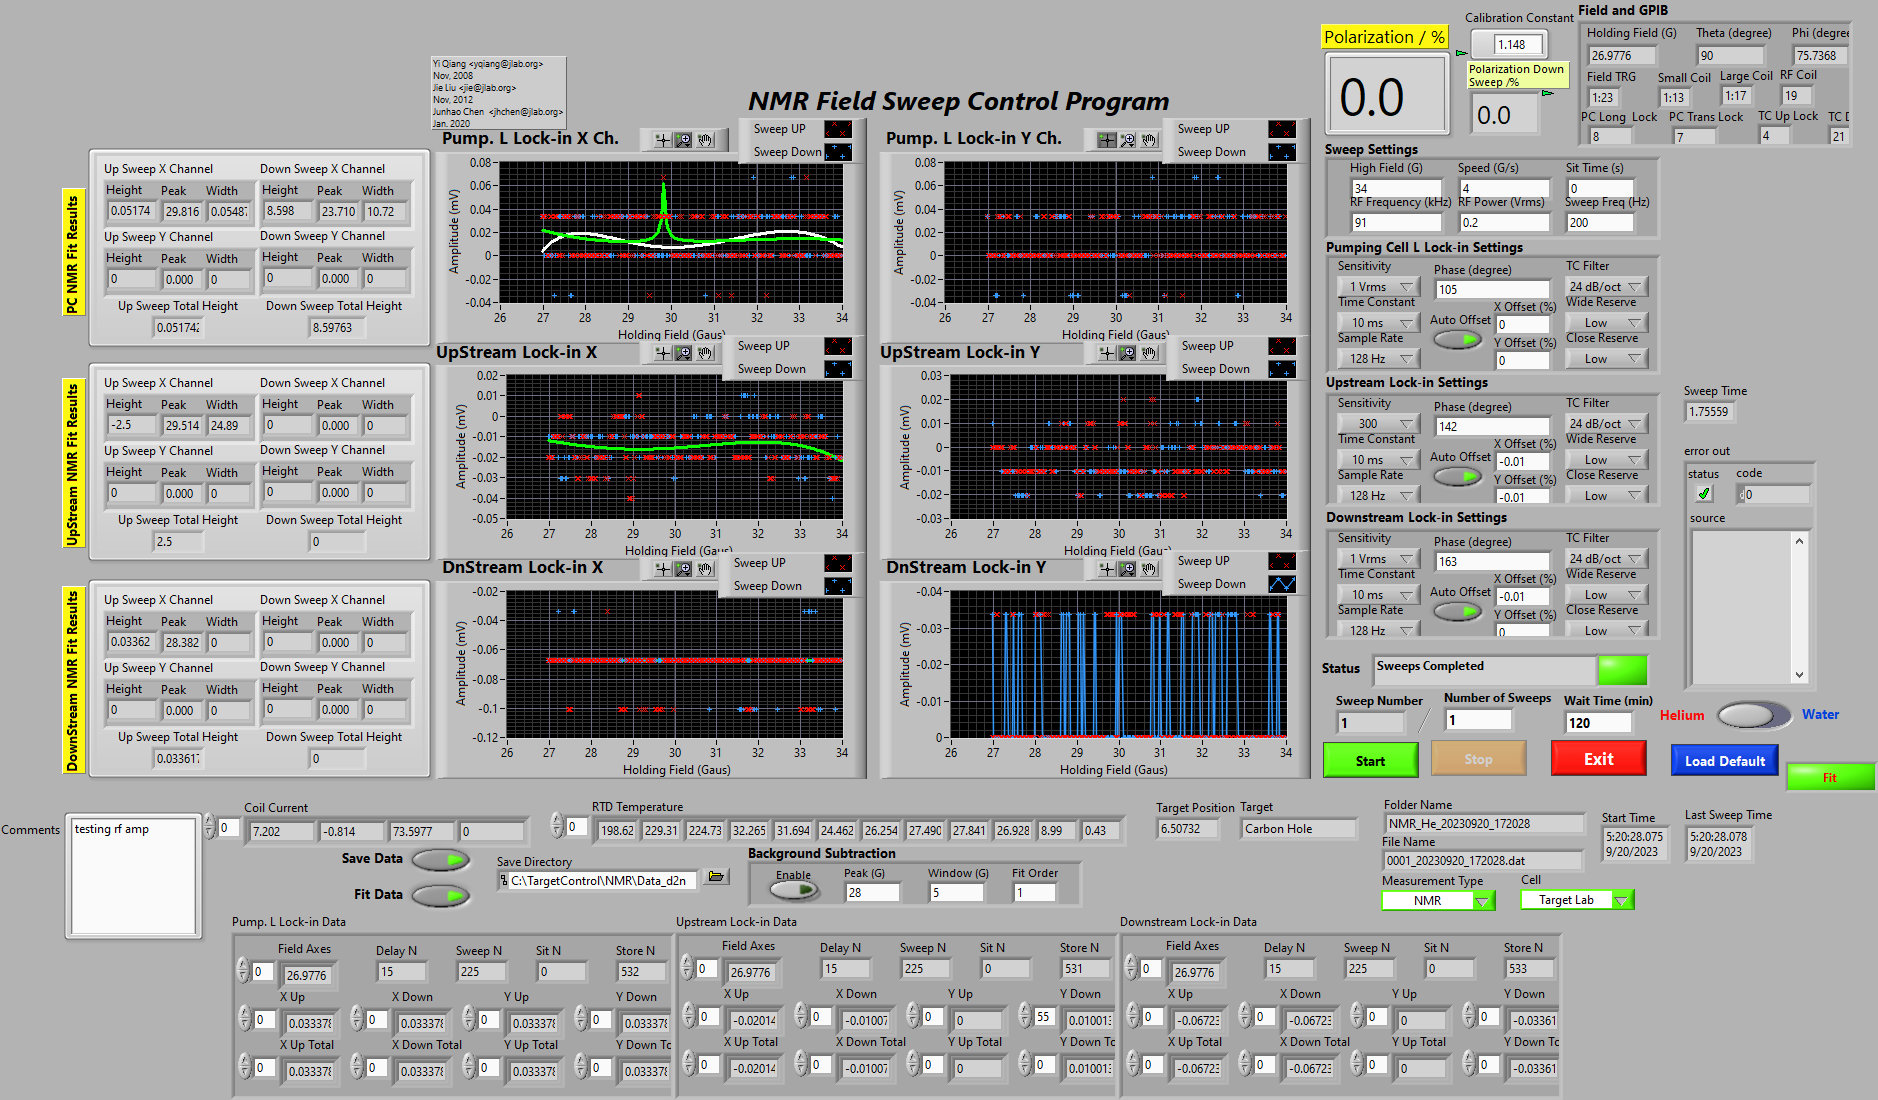 Yi Qiang <yqiang@jlab.org>
Nov, 2008
Jie Liu <jie@jlab.org>
Nov, 2012
Junhao Chen <jhchen@jlab.org>
Jan. 2020
NMR Field Sweep Control Program
Polarization / %
0.0
Calibration Constant
1.148
Polarization Down
Sweep /%
0.0
Field and GPIB
Holding Field (G) Theta (degree) Phi (degree
26.9776 90 75.7368
Field TRG Small Coil Large Coil RF Coil
1:23 1:13 1:17 19
PC Long Lock PC Trans Lock TC Up Lock TC D
8 7 4 21
PC NMR Fit Results
Up Sweep X Channel Down Sweep X Channel
Height Peak Width Height Peak Width
0.05174 29.816 0.05487 8.598 23.710 10.72
Up Sweep Y Channel Down Sweep Y Channel
Height Peak Width Height Peak Width
0 0.000 0 0 0.000 0
Up Sweep Total Height Down Sweep Total Height
0.051742 8.59763
UpStream NMR Fit Results
Up Sweep X Channel Down Sweep X Channel
Height Peak Width Height Peak Width
-2.5 29.514 24.89 0 0.000 0
Up Sweep Y Channel Down Sweep Y Channel
Height Peak Width Height Peak Width
0 0.000 0 0 0.000 0
Up Sweep Total Height Down Sweep Total Height
2.5 0
DownStream NMR Fit Results
Up Sweep X Channel Down Sweep X Channel
Height Peak Width Height Peak Width
0.03362 28.382 0 0 0.000 0
Up Sweep Y Channel Down Sweep Y Channel
Height Peak Width Height Peak Width
0 0.000 0 0 0.000 0
Up Sweep Total Height Down Sweep Total Height
0.033617 0
Pump. L Lock-in X Ch.
Sweep UP
Sweep Down
Amplitude (mV)
0.08
0.06
0.04
0.02
0
-0.02
-0.04
26 27 28 29 30 31 32 33 34
Holding Field (Gaus)
Pump. L Lock-in Y Ch.
Sweep UP
Sweep Down
Amplitude (mV)
0.08
0.06
0.04
0.02
0
-0.02
-0.04
26 27 28 29 30 31 32 33 34
Holding Field (Gaus)
UpStream Lock-in X
Sweep UP
Sweep Down
Amplitude (mV)
0.02
0.01
0
-0.01
-0.02
-0.03
-0.04
-0.05
26 27 28 29 30 31 32 33 34
Holding Field (Gaus)
UpStream Lock-in Y
Sweep UP
Sweep Down
Amplitude (mV)
0.03
0.02
0.01
0
-0.01
-0.02
-0.03
26 27 28 29 30 31 32 33 34
Holding Field (Gaus)
DnStream Lock-in X
Sweep UP
Sweep Down
Amplitude (mV)
-0.02
-0.04
-0.06
-0.08
-0.1
-0.12
26 27 28 29 30 31 32 33 34
Holding Field (Gaus)
DnStream Lock-in Y
Sweep UP
Sweep Down
Amplitude (mV)
-0.04
-0.03
-0.02
-0.01
0
26 27 28 29 30 31 32 33 34
Holding Field (Gaus)
Sweep Settings
High Field (G) Speed (G/s) Sit Time (s)
34 4 0
RF Frequency (kHz) RF Power (Vrms) Sweep Freq (Hz)
91 0.2 200
Pumping Cell L Lock-in Settings
Sensitivity Phase (degree) TC Filter
1 Vrms 105 24 dB/oct
Time Constant X Offset (%) Wide Reserve
10 ms Auto Offset 0 Low
Sample Rate Y Offset (%) Close Reserve
128 Hz 0 Low
Upstream Lock-in Settings
Sensitivity Phase (degree) TC Filter
300 142 24 dB/oct
Time Constant X Offset (%) Wide Reserve
10 ms Auto Offset -0.01 Low
Sample Rate Y Offset (%) Close Reserve
128 Hz -0.01 Low
Downstream Lock-in Settings
Sensitivity Phase (degree) TC Filter
1 Vrms 163 24 dB/oct
Time Constant X Offset (%) Wide Reserve
10 ms Auto Offset -0.01 Low
Sample Rate Y Offset (%) Close Reserve
128 Hz 0 Low
Sweep Time
1.75559
error out
status code
0
source
Status Sweeps Completed
Sweep Number Number of Sweeps Wait Time (min)
1 / 1 120
Helium Water
Start Stop Exit Load Default Fit
Comments
testing rf amp
Coil Current
0 7.202 -0.814 73.5977 0
RTD Temperature
0 198.62 229.31 224.73 32.265 31.694 24.462 26.254 27.490 27.841 26.928 8.99 0.43
Target Position Target
6.50732 Carbon Hole
Folder Name
NMR_He_20230920_172028
File Name
0001_20230920_172028.dat
Start Time
5:20:28.075
9/20/2023
Last Sweep Time
5:20:28.078
9/20/2023
Measurement Type Cell
NMR Target Lab
Save Data
Fit Data
Save Directory
C:\TargetControl\NMR\Data_d2n
Background Subtraction
Enable Peak (G) Window (G) Fit Order
28 5 1
Pump. L Lock-in Data
Field Axes Delay N Sweep N Sit N Store N
0 26.9776 15 225 0 532
X Up X Down Y Up Y Down
0 0.033378 0 0.033378 0 0.033378 0 0.033378
X Up Total X Down Total Y Up Total Y Down To
0 0.033378 0 0.033378 0 0.033378 0 0.033378
Upstream Lock-in Data
Field Axes Delay N Sweep N Sit N Store N
0 26.9776 15 225 0 531
X Up X Down Y Up Y Down
0 -0.02014 0 -0.01007 0 0 55 0.010013
X Up Total X Down Total Y Up Total Y Down To
0 -0.02014 0 -0.01007 0 0 0 0.010013
Downstream Lock-in Data
Field Axes Delay N Sweep N Sit N Store N
0 26.9776 15 225 0 533
X Up X Down Y Up Y Down
0 -0.06723 0 -0.06723 0 0 0 -0.03361
X Up Total X Down Total Y Up Total Y Down To
0 -0.06723 0 -0.06723 0 0 0 -0.03361